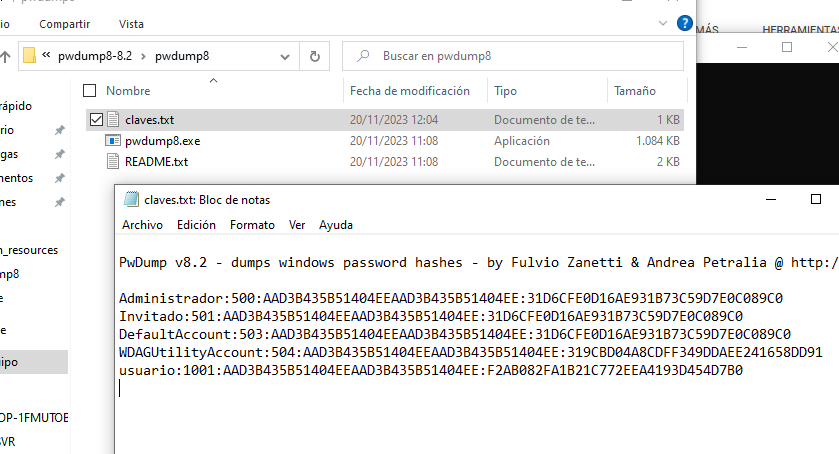 pwdump8
MÁS HERRAMIENTAS
Compartir Vista
pwdump8-8.2 > pwdump8
Buscar en pwdump8
Nombre Fecha de modificación Tipo Tamaño
claves.txt 20/11/2023 12:04 Documento de te... 1 KB
pwdump8.exe 20/11/2023 11:08 Aplicación 1.084 KB
README.txt 20/11/2023 11:08 Documento de te... 2 KB
claves.txt: Bloc de notas
Archivo Edición Formato Ver Ayuda
PwDump v8.2 - dumps windows password hashes - by Fulvio Zanetti & Andrea Petralia @ http:/
Administrador:500:AAD3B435B51404EEAAD3B435B51404EE:31D6CFE0D16AE931B73C59D7E0C089C0
Invitado:501:AAD3B435B51404EEAAD3B435B51404EE:31D6CFE0D16AE931B73C59D7E0C089C0
DefaultAccount:503:AAD3B435B51404EEAAD3B435B51404EE:31D6CFE0D16AE931B73C59D7E0C089C0
WDAGUtilityAccount:504:AAD3B435B51404EEAAD3B435B51404EE:319CBD04A8CDFF349DDAEE241658DD91
usuario:1001:AAD3B435B51404EEAAD3B435B51404EE:F2AB082FA1B21C772EEA4193D454D7B0
rápido
rio
gas
mentos
nes
n_resources
mp8
e
e
uipo
OP-1FMUTOE
SVR